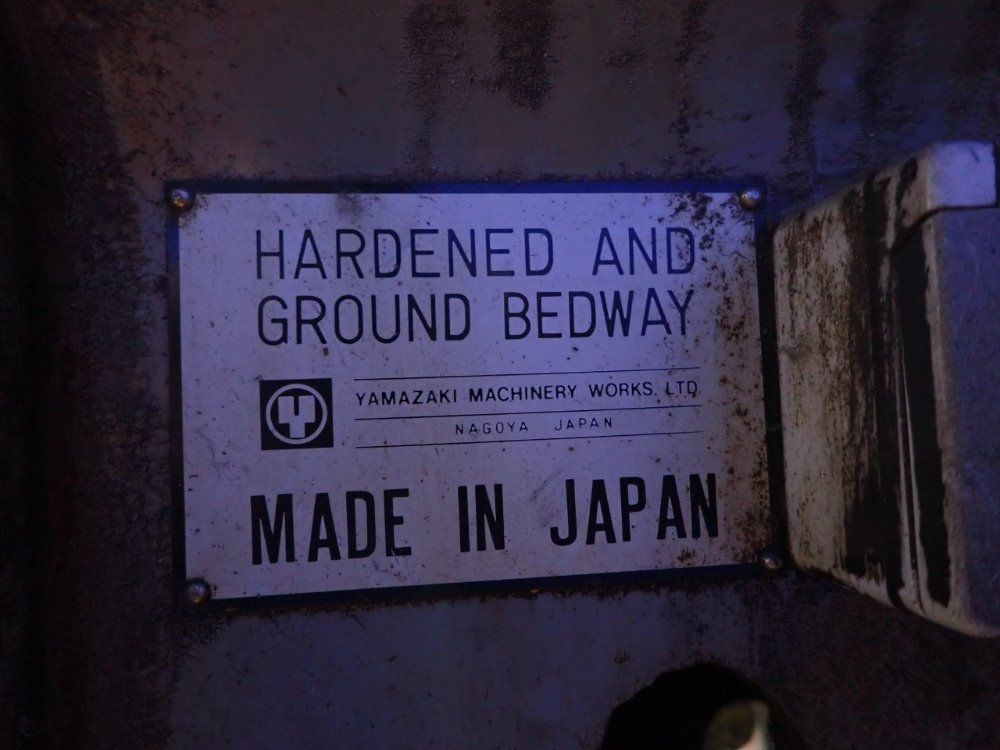 HARDENED AND
GROUND BEDWAY
YAMAZAKI MACHINERY WORKS, LTD.
NAGOYA JAPAN
MADE IN JAPAN